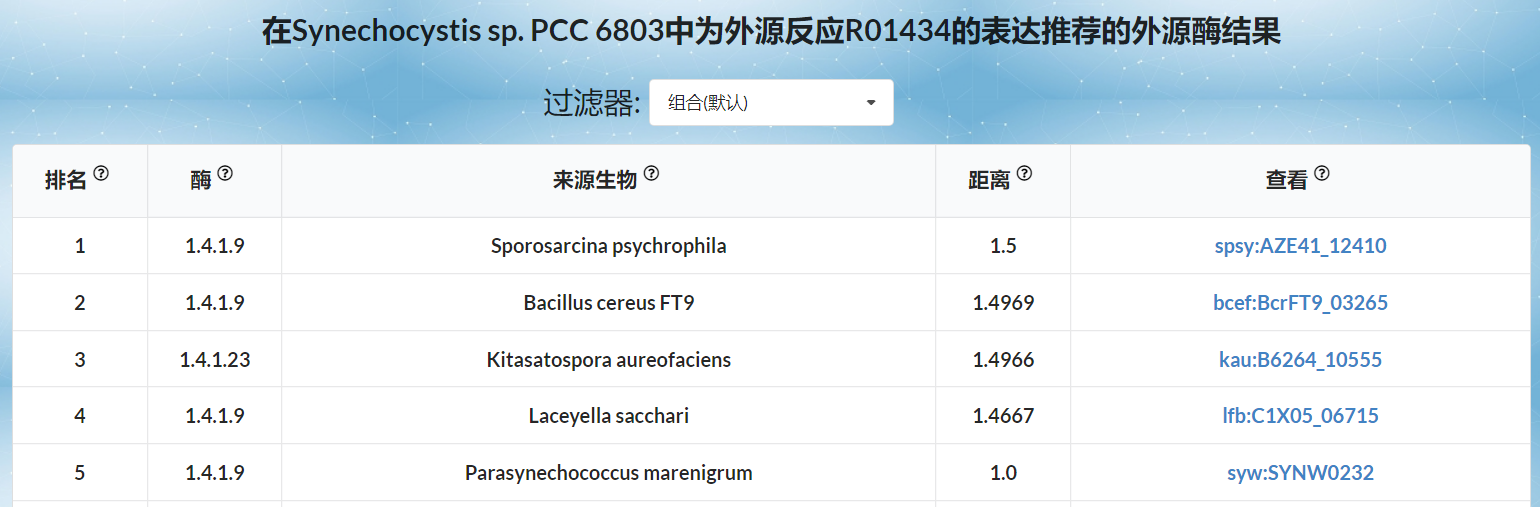 在Synechocystis sp. PCC 6803中为外源反应R01434的表达推荐的外源酶结果
过滤器: 组合(默认)
排名 ? 酶 ? 来源生物 ? 距离 ? 查看 ?
1 1.4.1.9 Sporosarcina psychrophila 1.5 spsy:AZE41_12410
2 1.4.1.9 Bacillus cereus FT9 1.4969 bcef:BcrFT9_03265
3 1.4.1.23 Kitasatospora aureofaciens 1.4966 kau:B6264_10555
4 1.4.1.9 Laceyella sacchari 1.4667 lfb:C1X05_06715
5 1.4.1.9 Parasynechococcus marenigrum 1.0 syw:SYNW0232